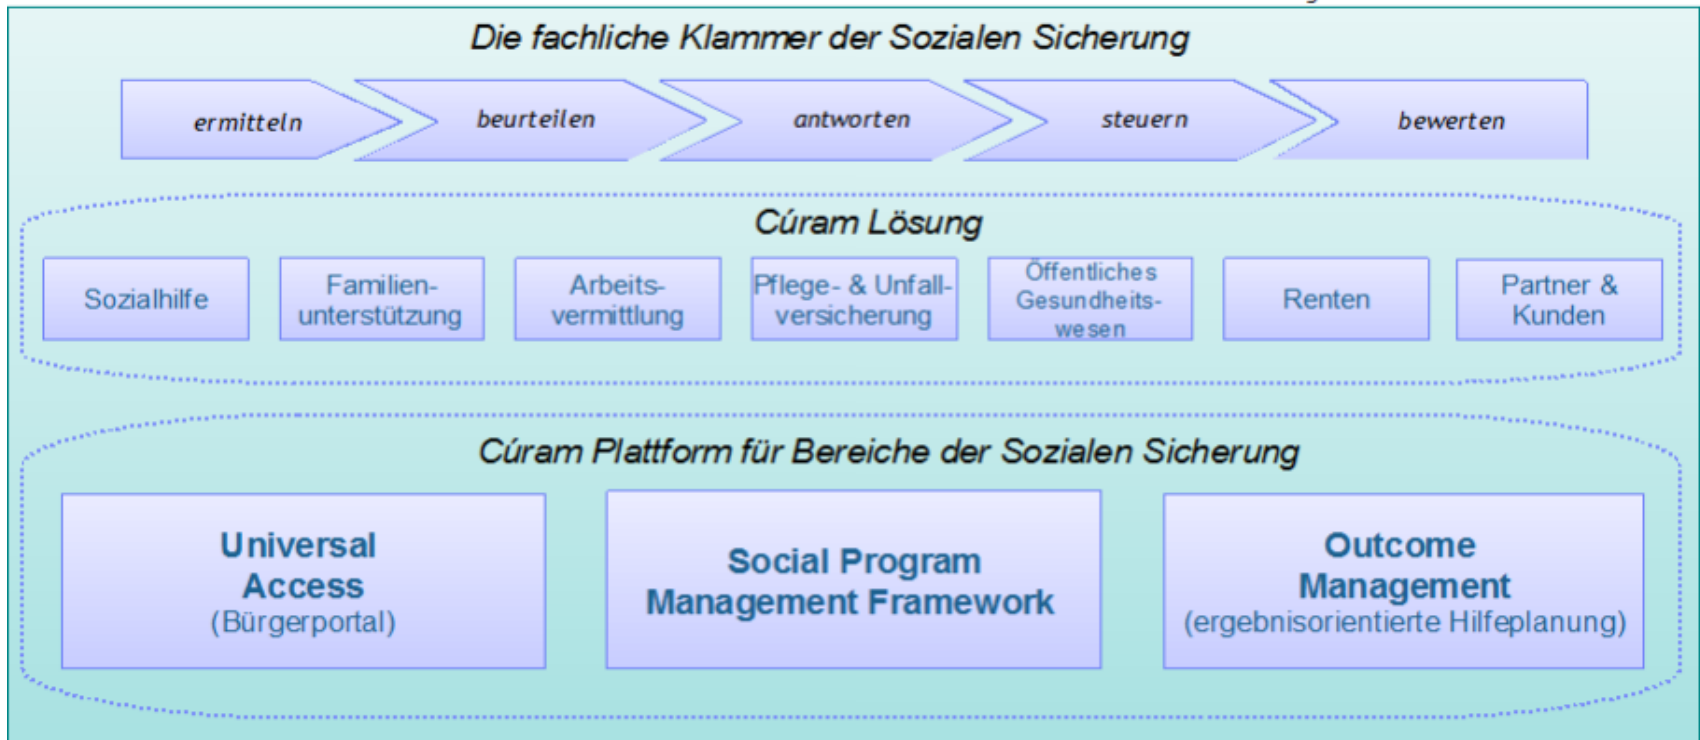 Die fachliche Klammer der Sozialen Sicherung
ermitteln
beurteilen
antworten
steuern
bewerten
Cúram Lösung
Sozialhilfe
Familien-
unterstützung
Arbeits-
vermittlung
Pflege- & Unfall-
versicherung
Öffentliches
Gesundheits-
wesen
Renten
Partner &
Kunden
Cúram Plattform für Bereiche der Sozialen Sicherung
Universal
Access
(Bürgerportal)
Social Program
Management Framework
Outcome
Management
(ergebnisorientierte Hilfeplanung)